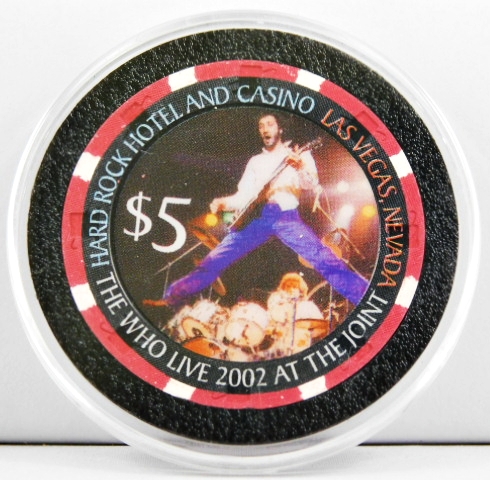 HARD ROCK HOTEL AND CASINO LAS VEGAS, NEVADA
$5
THE WHO LIVE 2002 AT THE JOINT